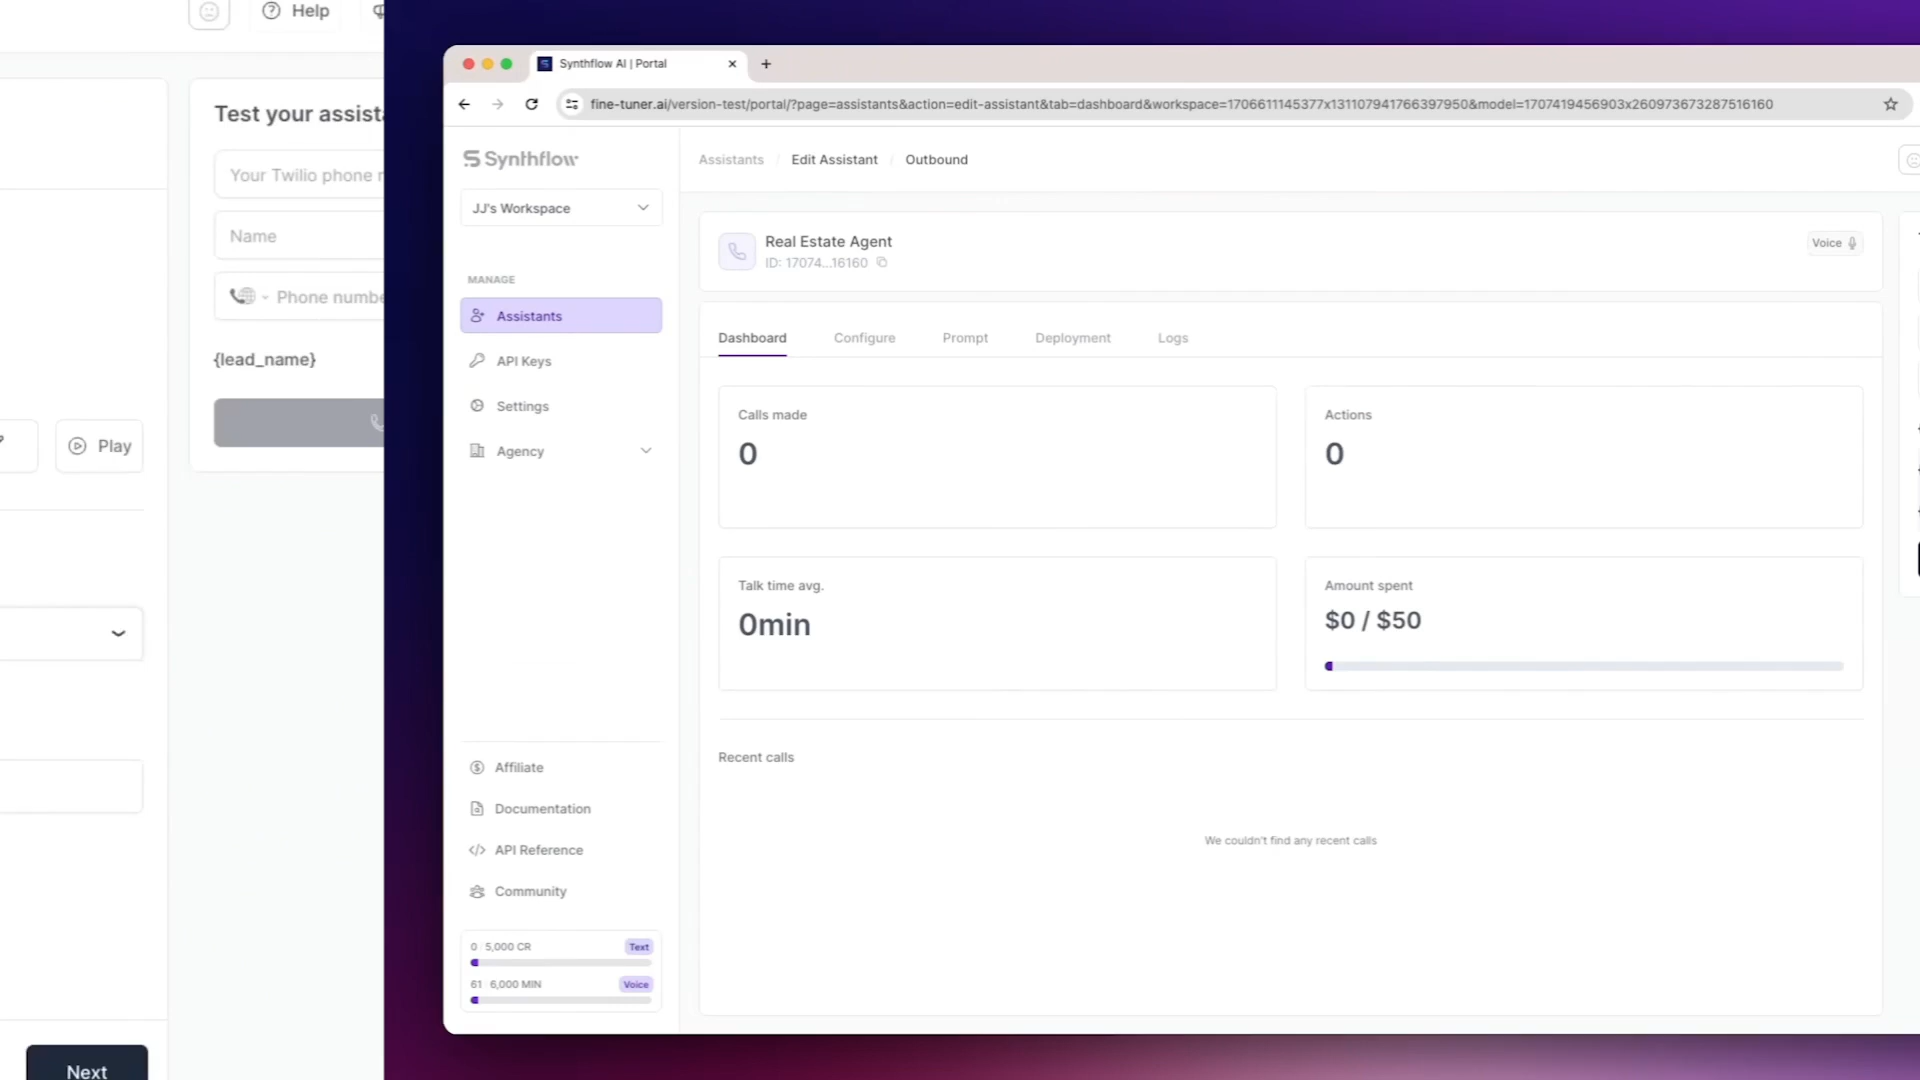 Help
Test your assist
Your Twilio phone
Name
Phone numbe
{lead_name}
Play
Next
Synthflow AI | Portal
fine-tuner.ai/version-test/portal/?page=assistants&action=edit-assistant&tab=dashboard&workspace=1706611145377x131107941766397950&model=1707419456903x260973673287516160
Synthflow
JJ's Workspace
MANAGE
Assistants
API Keys
Settings
Agency
Affiliate
Documentation
API Reference
Community
0 / 5,000 CR Text
61 / 6,000 MIN Voice
Assistants / Edit Assistant / Outbound
Real Estate Agent
ID: 17074...16160
Voice
Dashboard Configure Prompt Deployment Logs
Calls made
0
Actions
0
Talk time avg.
0min
Amount spent
$0 / $50
Recent calls
We couldn't find any recent calls